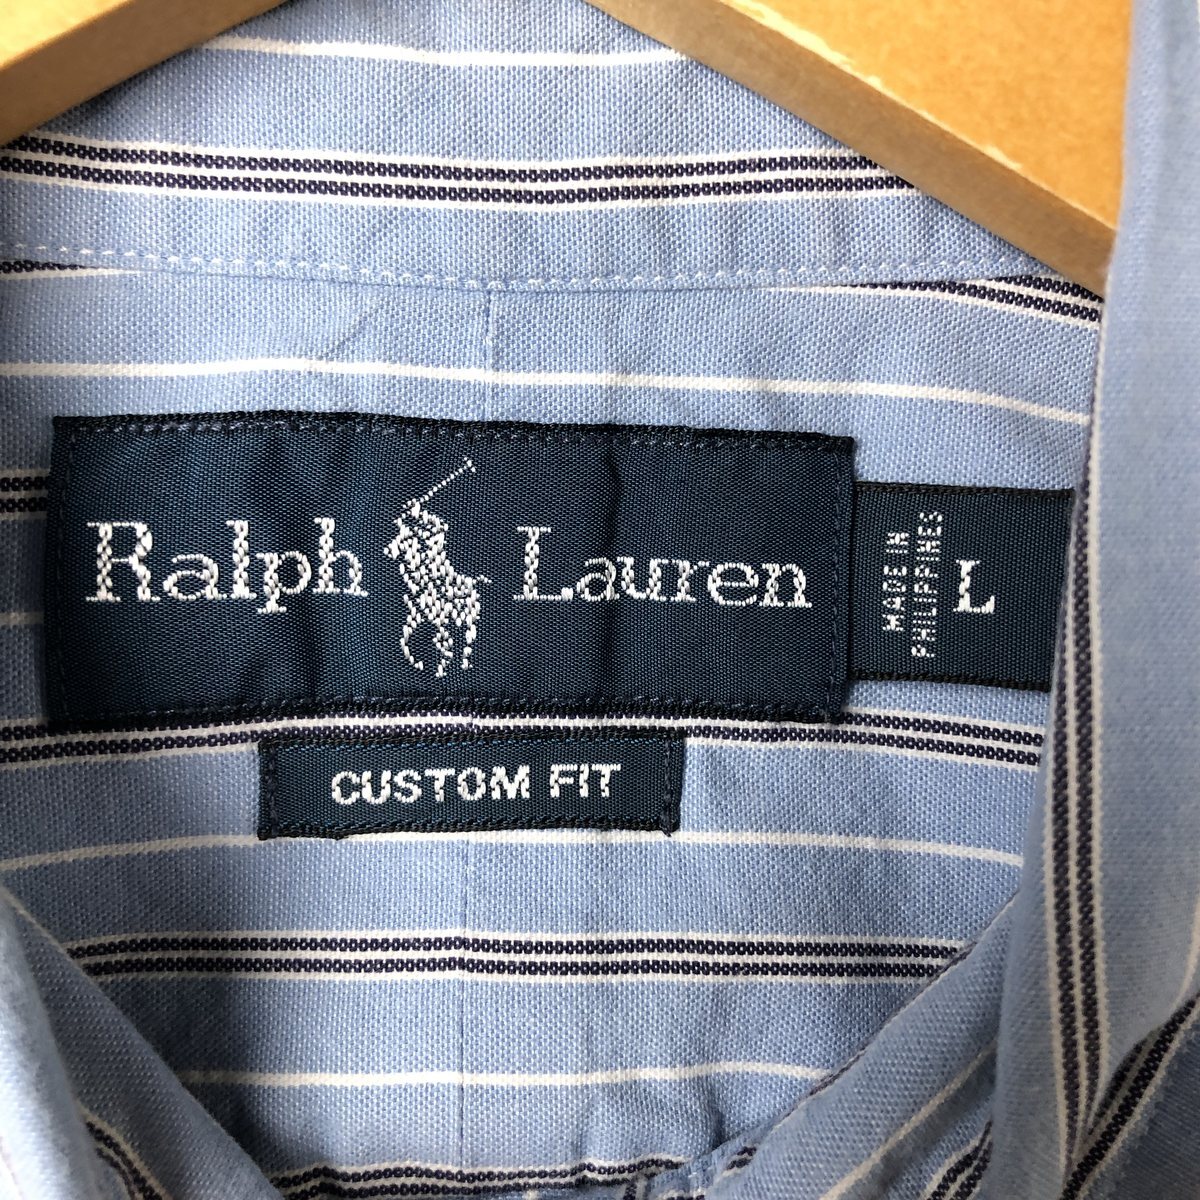 Ralph Lauren
MADE IN
PHILIPPINES
L
CUSTOM FIT